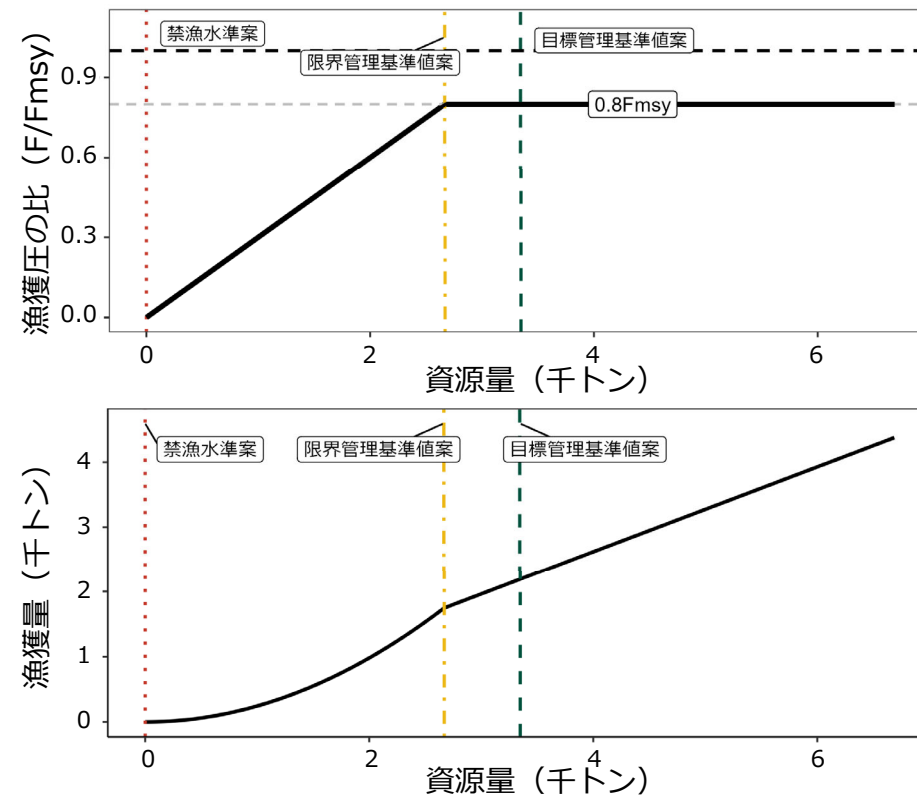 禁漁水準案
限界管理基準値案
目標管理基準値案
0.8Fmsy
漁獲圧の比（F/Fmsy)
0.9
0.6
0.3
0.0
0
2
4
6
資源量（千トン）
禁漁水準案
限界管理基準値案
目標管理基準値案
漁獲量（千トン）
4
3
2
1
0
0
2
4
6
資源量（千トン）